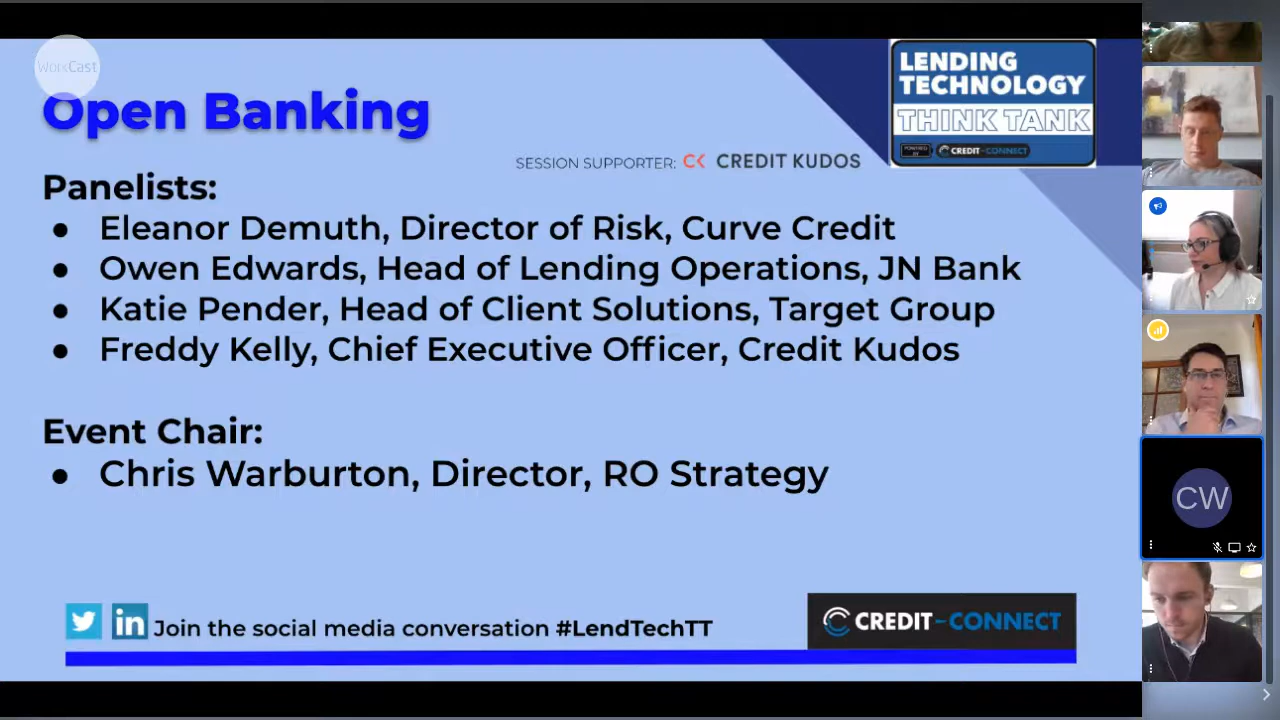 WorkCast
Open Banking
LENDING
TECHNOLOGY
THINK TANK
POWERED BY
CREDIT-CONNECT
SESSION SUPPORTER: CK CREDIT KUDOS
Panelists:
● Eleanor Demuth, Director of Risk, Curve Credit
● Owen Edwards, Head of Lending Operations, JN Bank
● Katie Pender, Head of Client Solutions, Target Group
● Freddy Kelly, Chief Executive Officer, Credit Kudos
Event Chair:
● Chris Warburton, Director, RO Strategy
in Join the social media conversation #LendTechTT
CREDIT-CONNECT
CW